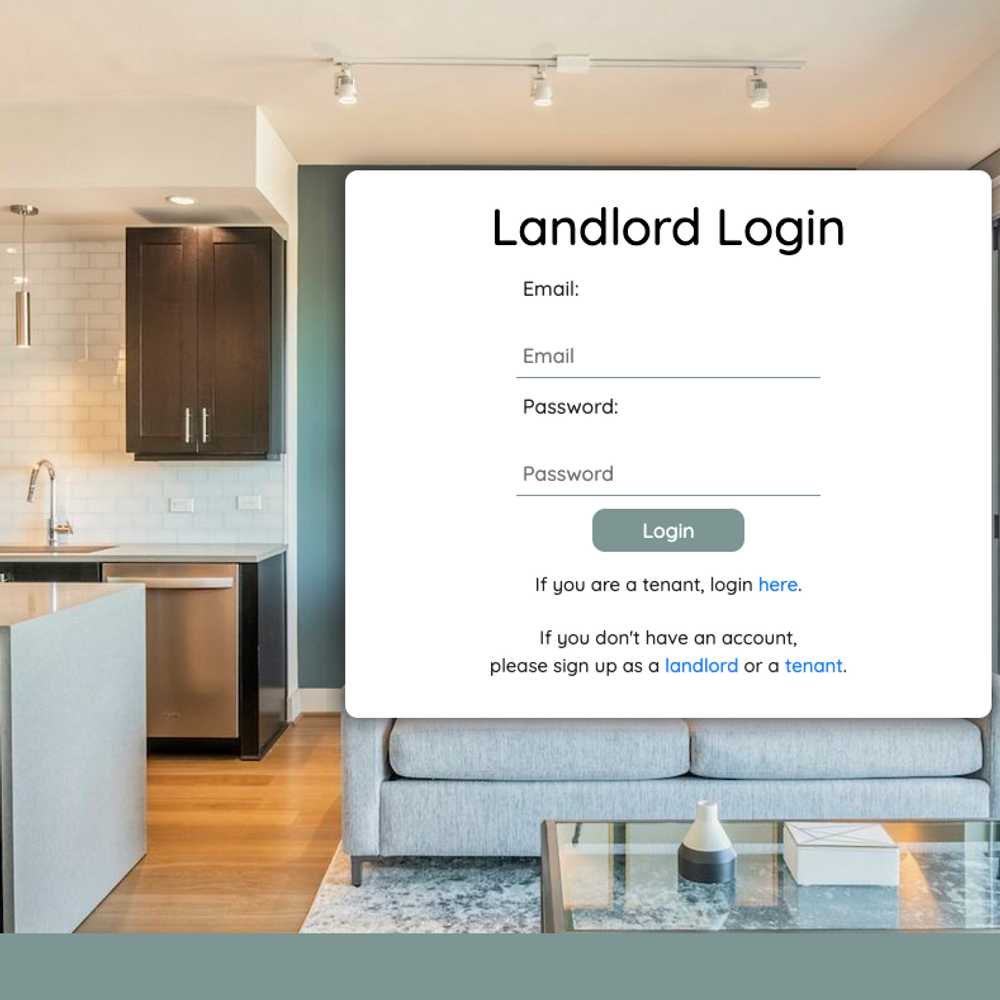 Landlord Login
Email:
Email
Password:
Password
Login
If you are a tenant, login here.
If you don't have an account,
please sign up as a landlord or a tenant.